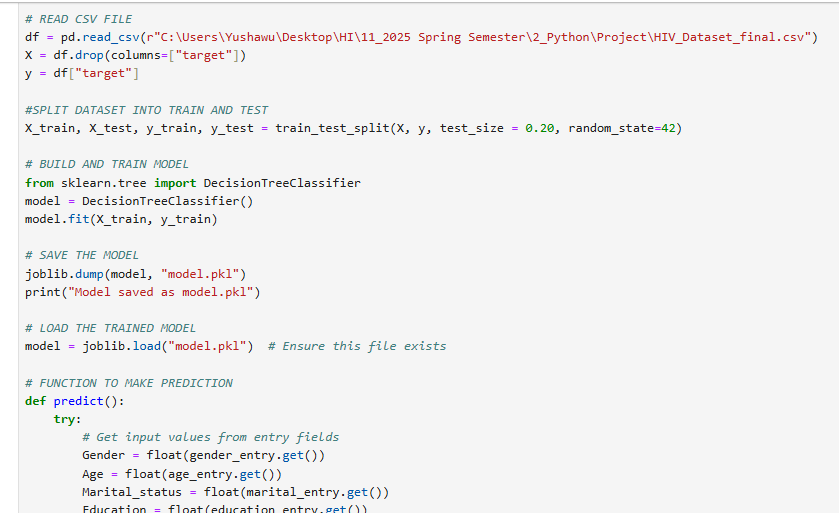 # READ CSV FILE
df = pd.read_csv(r"C:\Users\Yushawu\Desktop\HI\11_2025 Spring Semester\2_Python\Project\HIV_Dataset_final.csv")
X = df.drop(columns=["target"])
y = df["target"]
#SPLIT DATASET INTO TRAIN AND TEST
X_train, X_test, y_train, y_test = train_test_split(X, y, test_size = 0.20, random_state=42)
# BUILD AND TRAIN MODEL
from sklearn.tree import DecisionTreeClassifier
model = DecisionTreeClassifier()
model.fit(X_train, y_train)
# SAVE THE MODEL
joblib.dump(model, "model.pkl")
print("Model saved as model.pkl")
# LOAD THE TRAINED MODEL
model = joblib.load("model.pkl")  # Ensure this file exists
# FUNCTION TO MAKE PREDICTION
def predict():
    try:
        # Get input values from entry fields
        Gender = float(gender_entry.get())
        Age = float(age_entry.get())
        Marital_status = float(marital_entry.get())
        Education = float(education_entry.get())